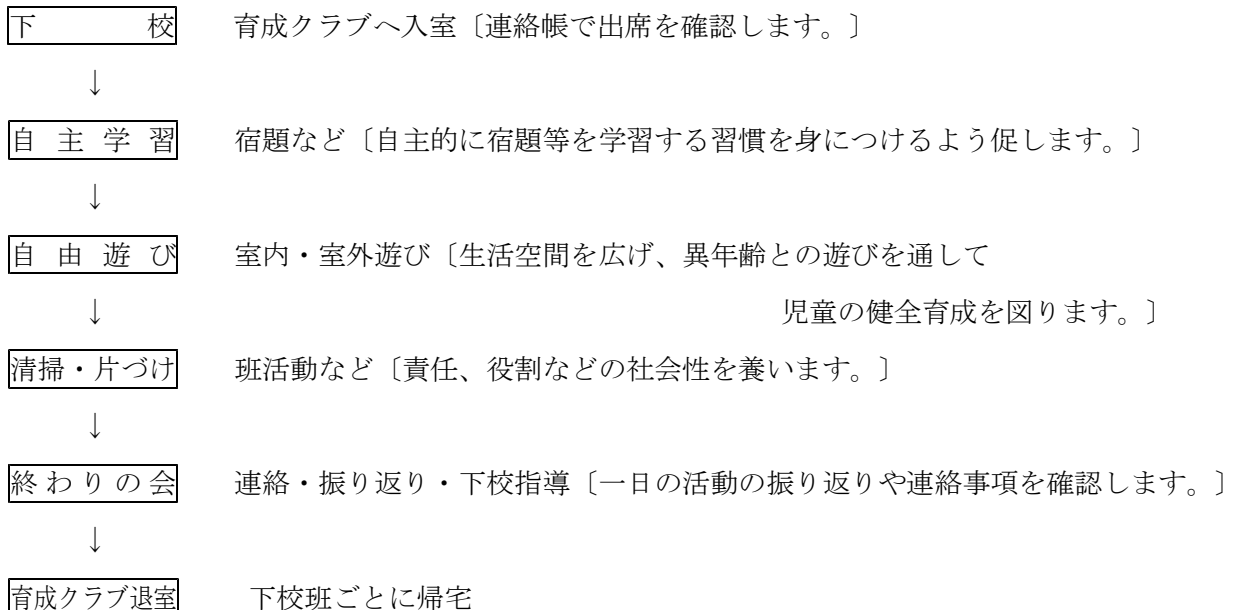 下校 育成クラブへ入室〔連絡帳で出席を確認します。〕
↓
自主学習 宿題など〔自主的に宿題等を学習する習慣を身につけるよう促します。〕
↓
自由遊び 室内・室外遊び〔生活空間を広げ、異年齢との遊びを通して
↓ 児童の健全育成を図ります。〕
清掃・片づけ 班活動など〔責任、役割などの社会性を養います。〕
↓
終わりの会 連絡・振り返り・下校指導〔一日の活動の振り返りや連絡事項を確認します。〕
↓
育成クラブ退室 下校班ごとに帰宅